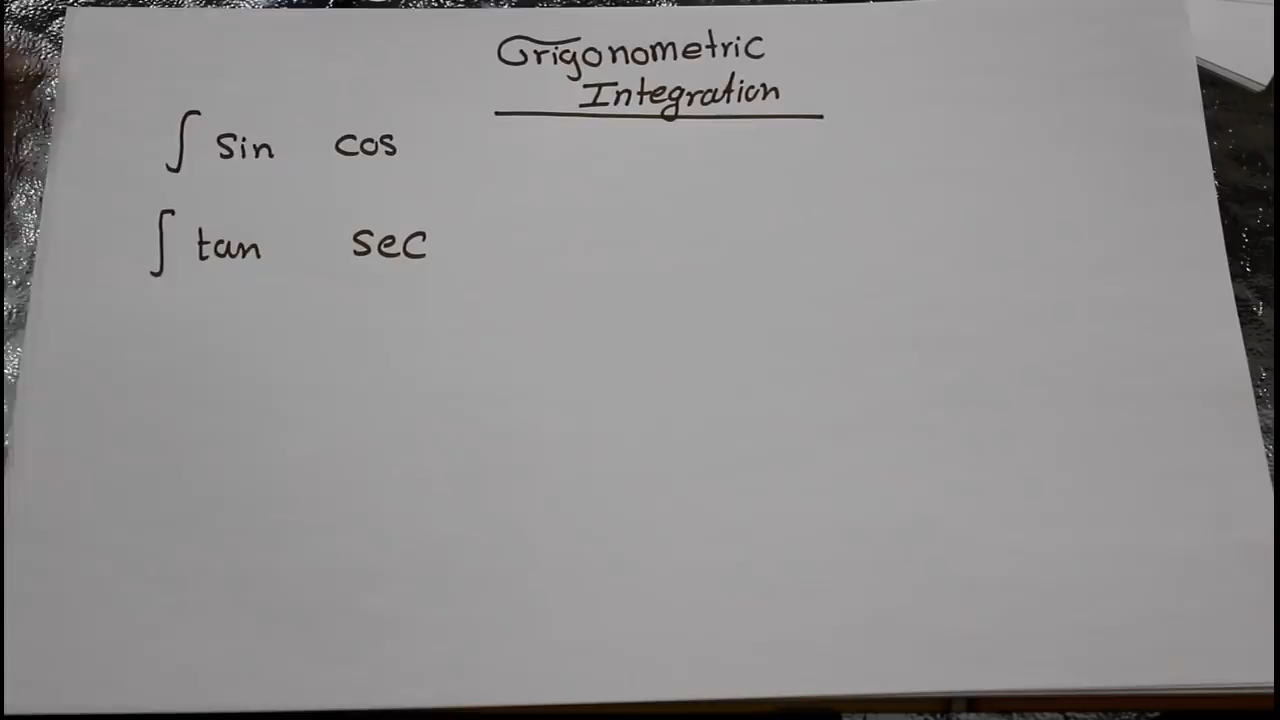 Trigonometric
Integration
∫ sin cos
∫ tan sec